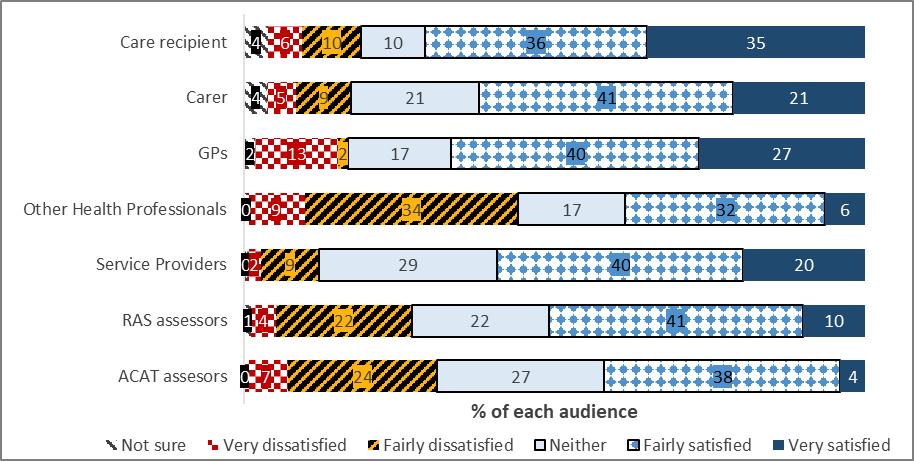 Care recipient 4 6 10 10 36 35
Carer 4 5 9 21 41 21
GPs 2 13 2 17 40 27
Other Health Professionals 0 9 34 17 32 6
Service Providers 0 2 9 29 40 20
RAS assessors 1 4 22 22 41 10
ACAT assesors 0 7 24 27 38 4
% of each audience
Not sure Very dissatisfied Fairly dissatisfied Neither Fairly satisfied Very satisfied